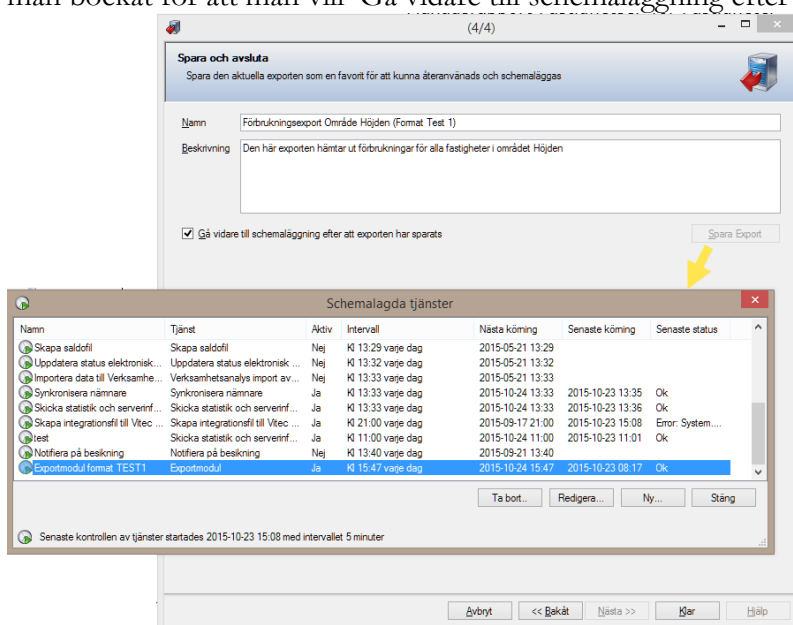 man bockat för att man vill "Gå vidare till schemaläggning efter
(4/4)
Spara och avsluta
Spara den aktuella exporten som en favorit för att kunna återanvänads och schemaläggas
Namn Förbrukningsexport Område Höjden (Format Test 1)
Beskrivning Den här exporten hämtar ut förbrukningar för alla fastigheter i området Höjden
Gå vidare till schemaläggning efter att exporten har sparats Spara Export
Schemalagda tjänster
Namn Tjänst Aktiv Intervall Nästa körning Senaste körning Senaste status
Skapa saldofil Skapa saldofil Nej Kl 13:29 varje dag 2015-05-21 13:29
Uppdatera status elektronisk... Uppdatera status elektronisk ... Nej Kl 13:32 varje dag 2015-05-21 13:32
Importera data till Verksamhe... Verksamhetsanalys import av... Nej Kl 13:33 varje dag 2015-05-21 13:33
Synkronisera nämnare Synkronisera nämnare Ja Kl 13:33 varje dag 2015-10-24 13:33 2015-10-23 13:35 Ok
Skicka statistik och serverinf... Skicka statistik och serverinf... Ja Kl 13:33 varje dag 2015-10-24 13:33 2015-10-23 13:36 Ok
Skapa integrationsfil till Vitec ... Skapa integrationsfil till Vitec ... Ja Kl 21:00 varje dag 2015-09-17 21:00 2015-10-23 15:08 Error: System....
test Skicka statistik och serverinf... Ja Kl 11:00 varje dag 2015-10-24 11:00 2015-10-23 11:01 Ok
Notifiera på besikning Notifiera på besikning Nej Kl 13:40 varje dag 2015-09-21 13:40
Exportmodul format TEST1 Exportmodul Ja Kl 15:47 varje dag 2015-10-24 15:47 2015-10-23 08:17 Ok
Ta bort... Redigera... Ny... Stäng
Senaste kontrollen av tjänster startades 2015-10-23 15:08 med intervallet 5 minuter
Avbryt << Bakåt Nästa >> Klar Hjälp